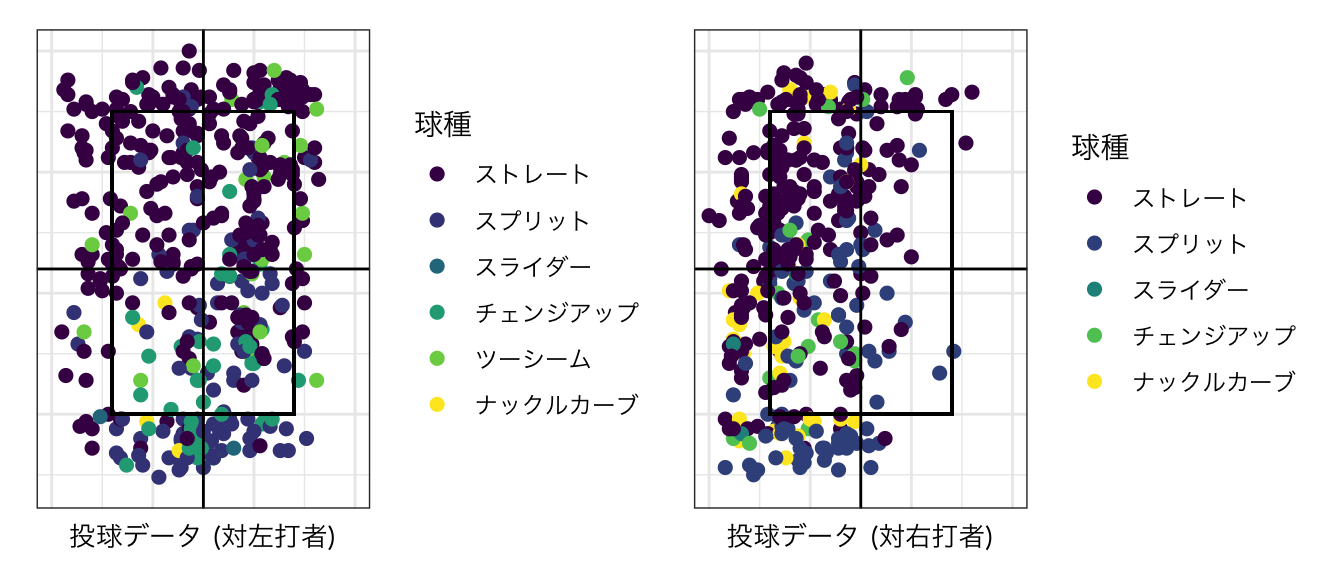 球種
ストレート
スプリット
スライダー
チェンジアップ
ツーシーム
ナックルカーブ
投球データ (対左打者)
球種
ストレート
スプリット
スライダー
チェンジアップ
ナックルカーブ
投球データ (対右打者)